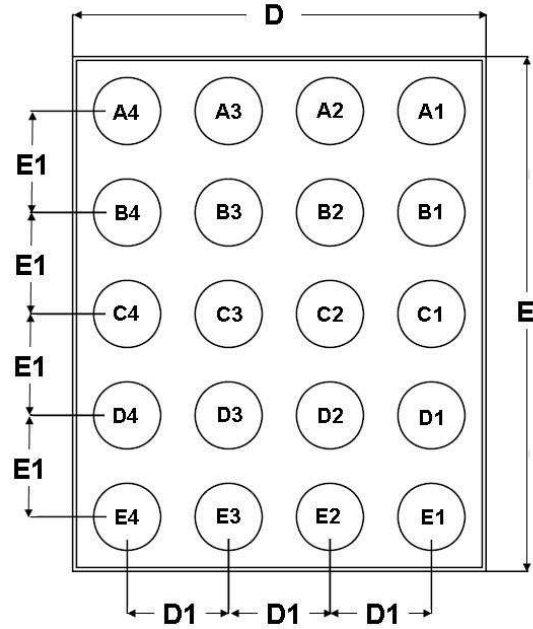 D
A4 A3 A2 A1
E1
B4 B3 B2 B1
E1
C4 C3 C2 C1
E
E1
D4 D3 D2 D1
E1
E4 E3 E2 E1
D1 D1 D1